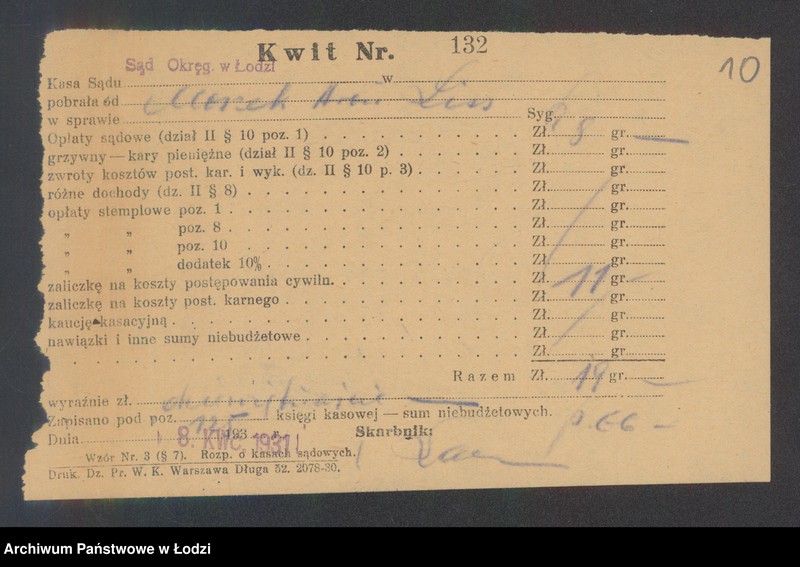 Kwit Nr. 132
10
Sąd Okręg. w Łodzi
Kasa Sądu w
pobrała od Morek Liss
w sprawie Syg.
Opłaty sądowe (dział II § 10 poz. 1) Zł. gr. —
grzywny — kary pieniężne (dział II § 10 poz. 2) Zł. gr.
zwroty kosztów post. kar. i wyk. (dz. II § 10 p. 3) Zł. gr.
różne dochody (dz. II § 8) Zł. gr.
opłaty stemplowe poz. 1 Zł. gr.
„ „ poz. 8 Zł. gr.
„ „ poz. 10 Zł. gr.
„ „ dodatek 10% Zł. gr.
zaliczkę na koszty postępowania cywiln. Zł. 11 gr. —
zaliczkę na koszty post. karnego Zł. gr.
kaucję kasacyjną Zł. gr.
nawiązki i inne sumy niebudżetowe Zł. gr.
Zł. gr.
Razem Zł. 19 gr. —
wyraźnie zł. —
Zapisano pod poz. 125 księgi kasowej — sum niebudżetowych.
Dnia 8. KWI. 1931 193 r. Skarbnik:
Wzór Nr. 3 (§ 7). Rozp. o kasach sądowych.
Druk. Dz. Pr. W. K. Warszawa Długa 52. 2078-30.
Archiwum Państwowe w Łodzi